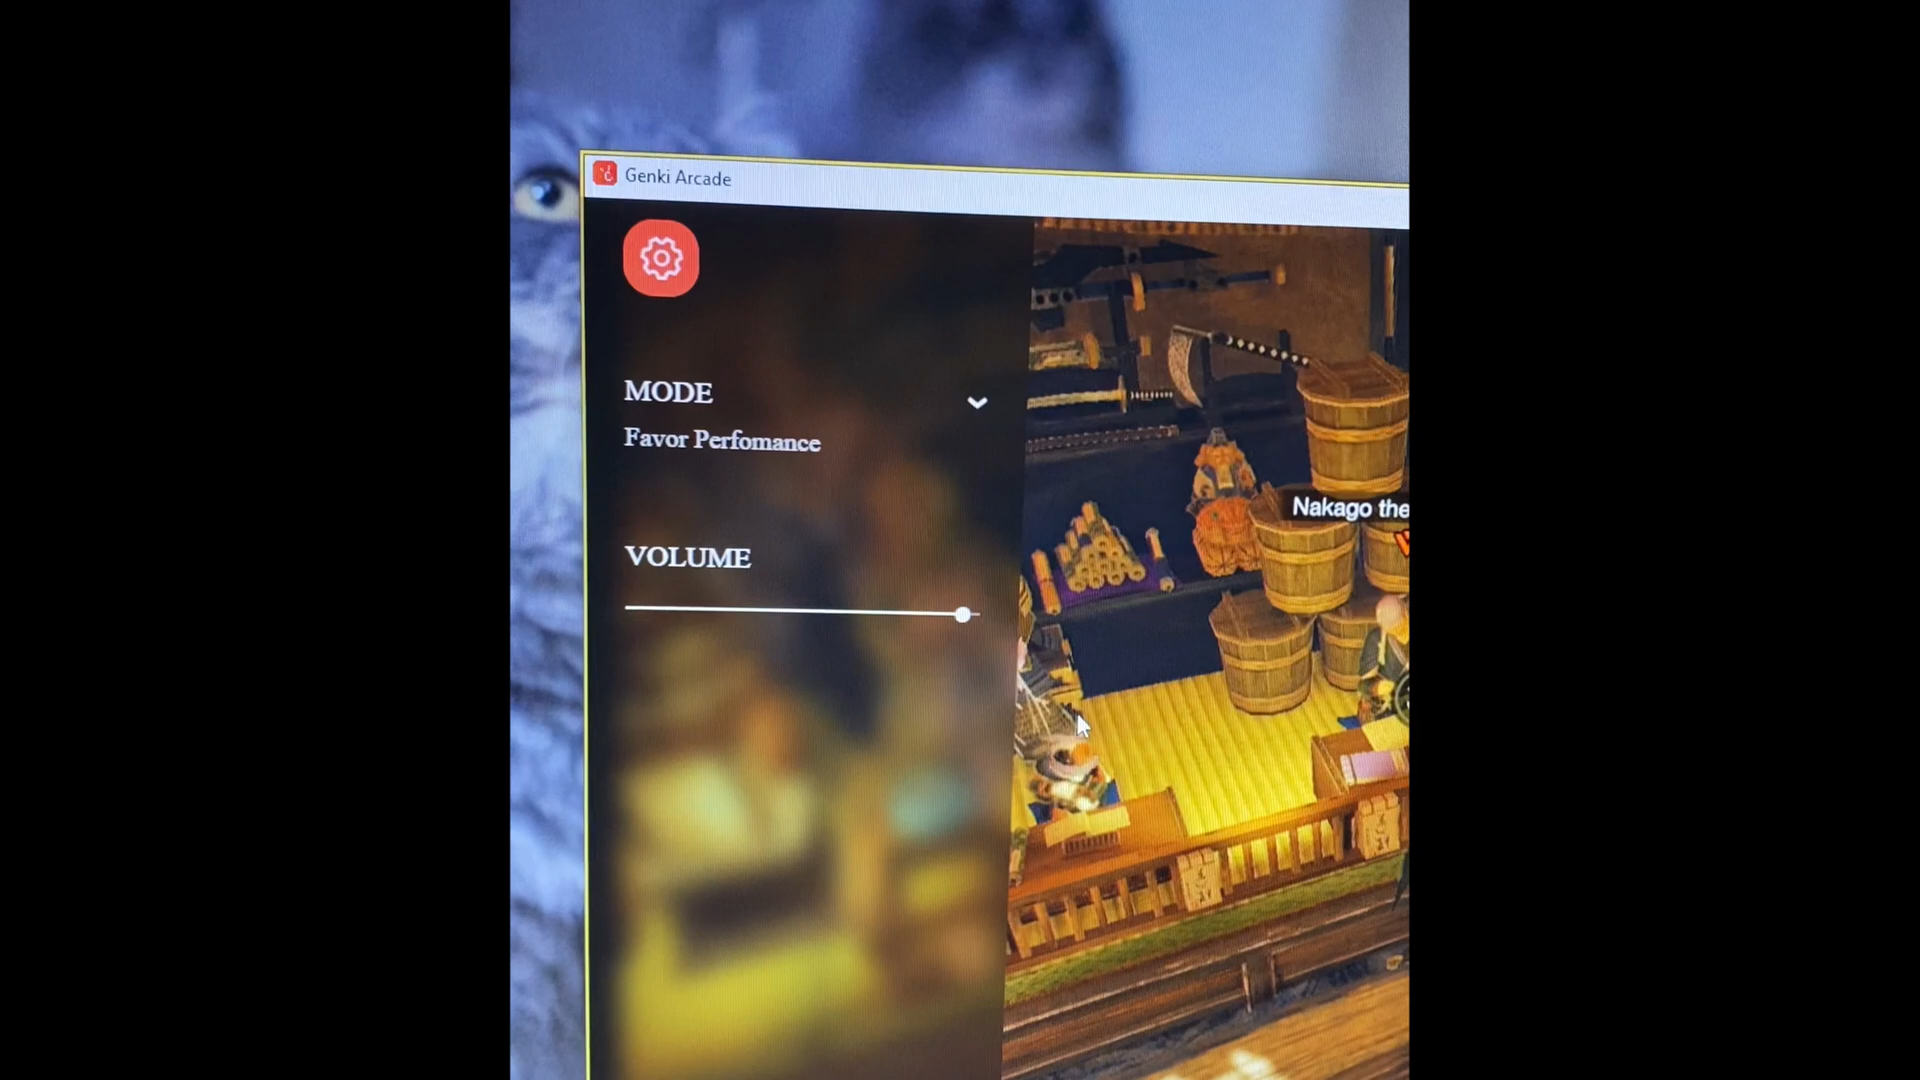 Genki Arcade
MODE
Favor Perfomance
VOLUME
Nakago the